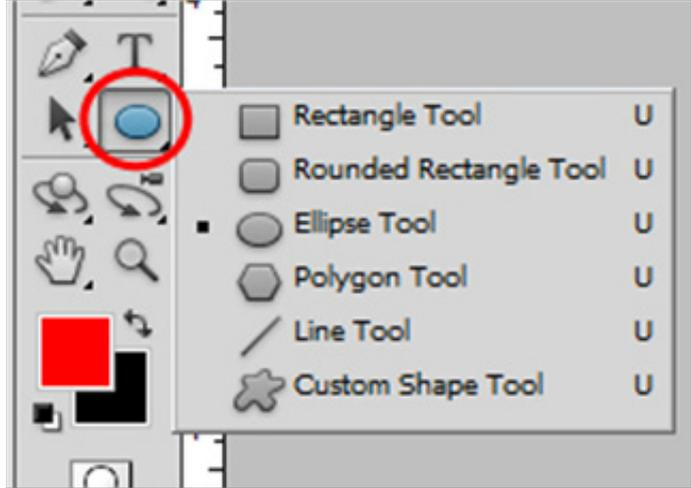 T
Rectangle Tool U
Rounded Rectangle Tool U
Ellipse Tool U
Polygon Tool U
Line Tool U
Custom Shape Tool U